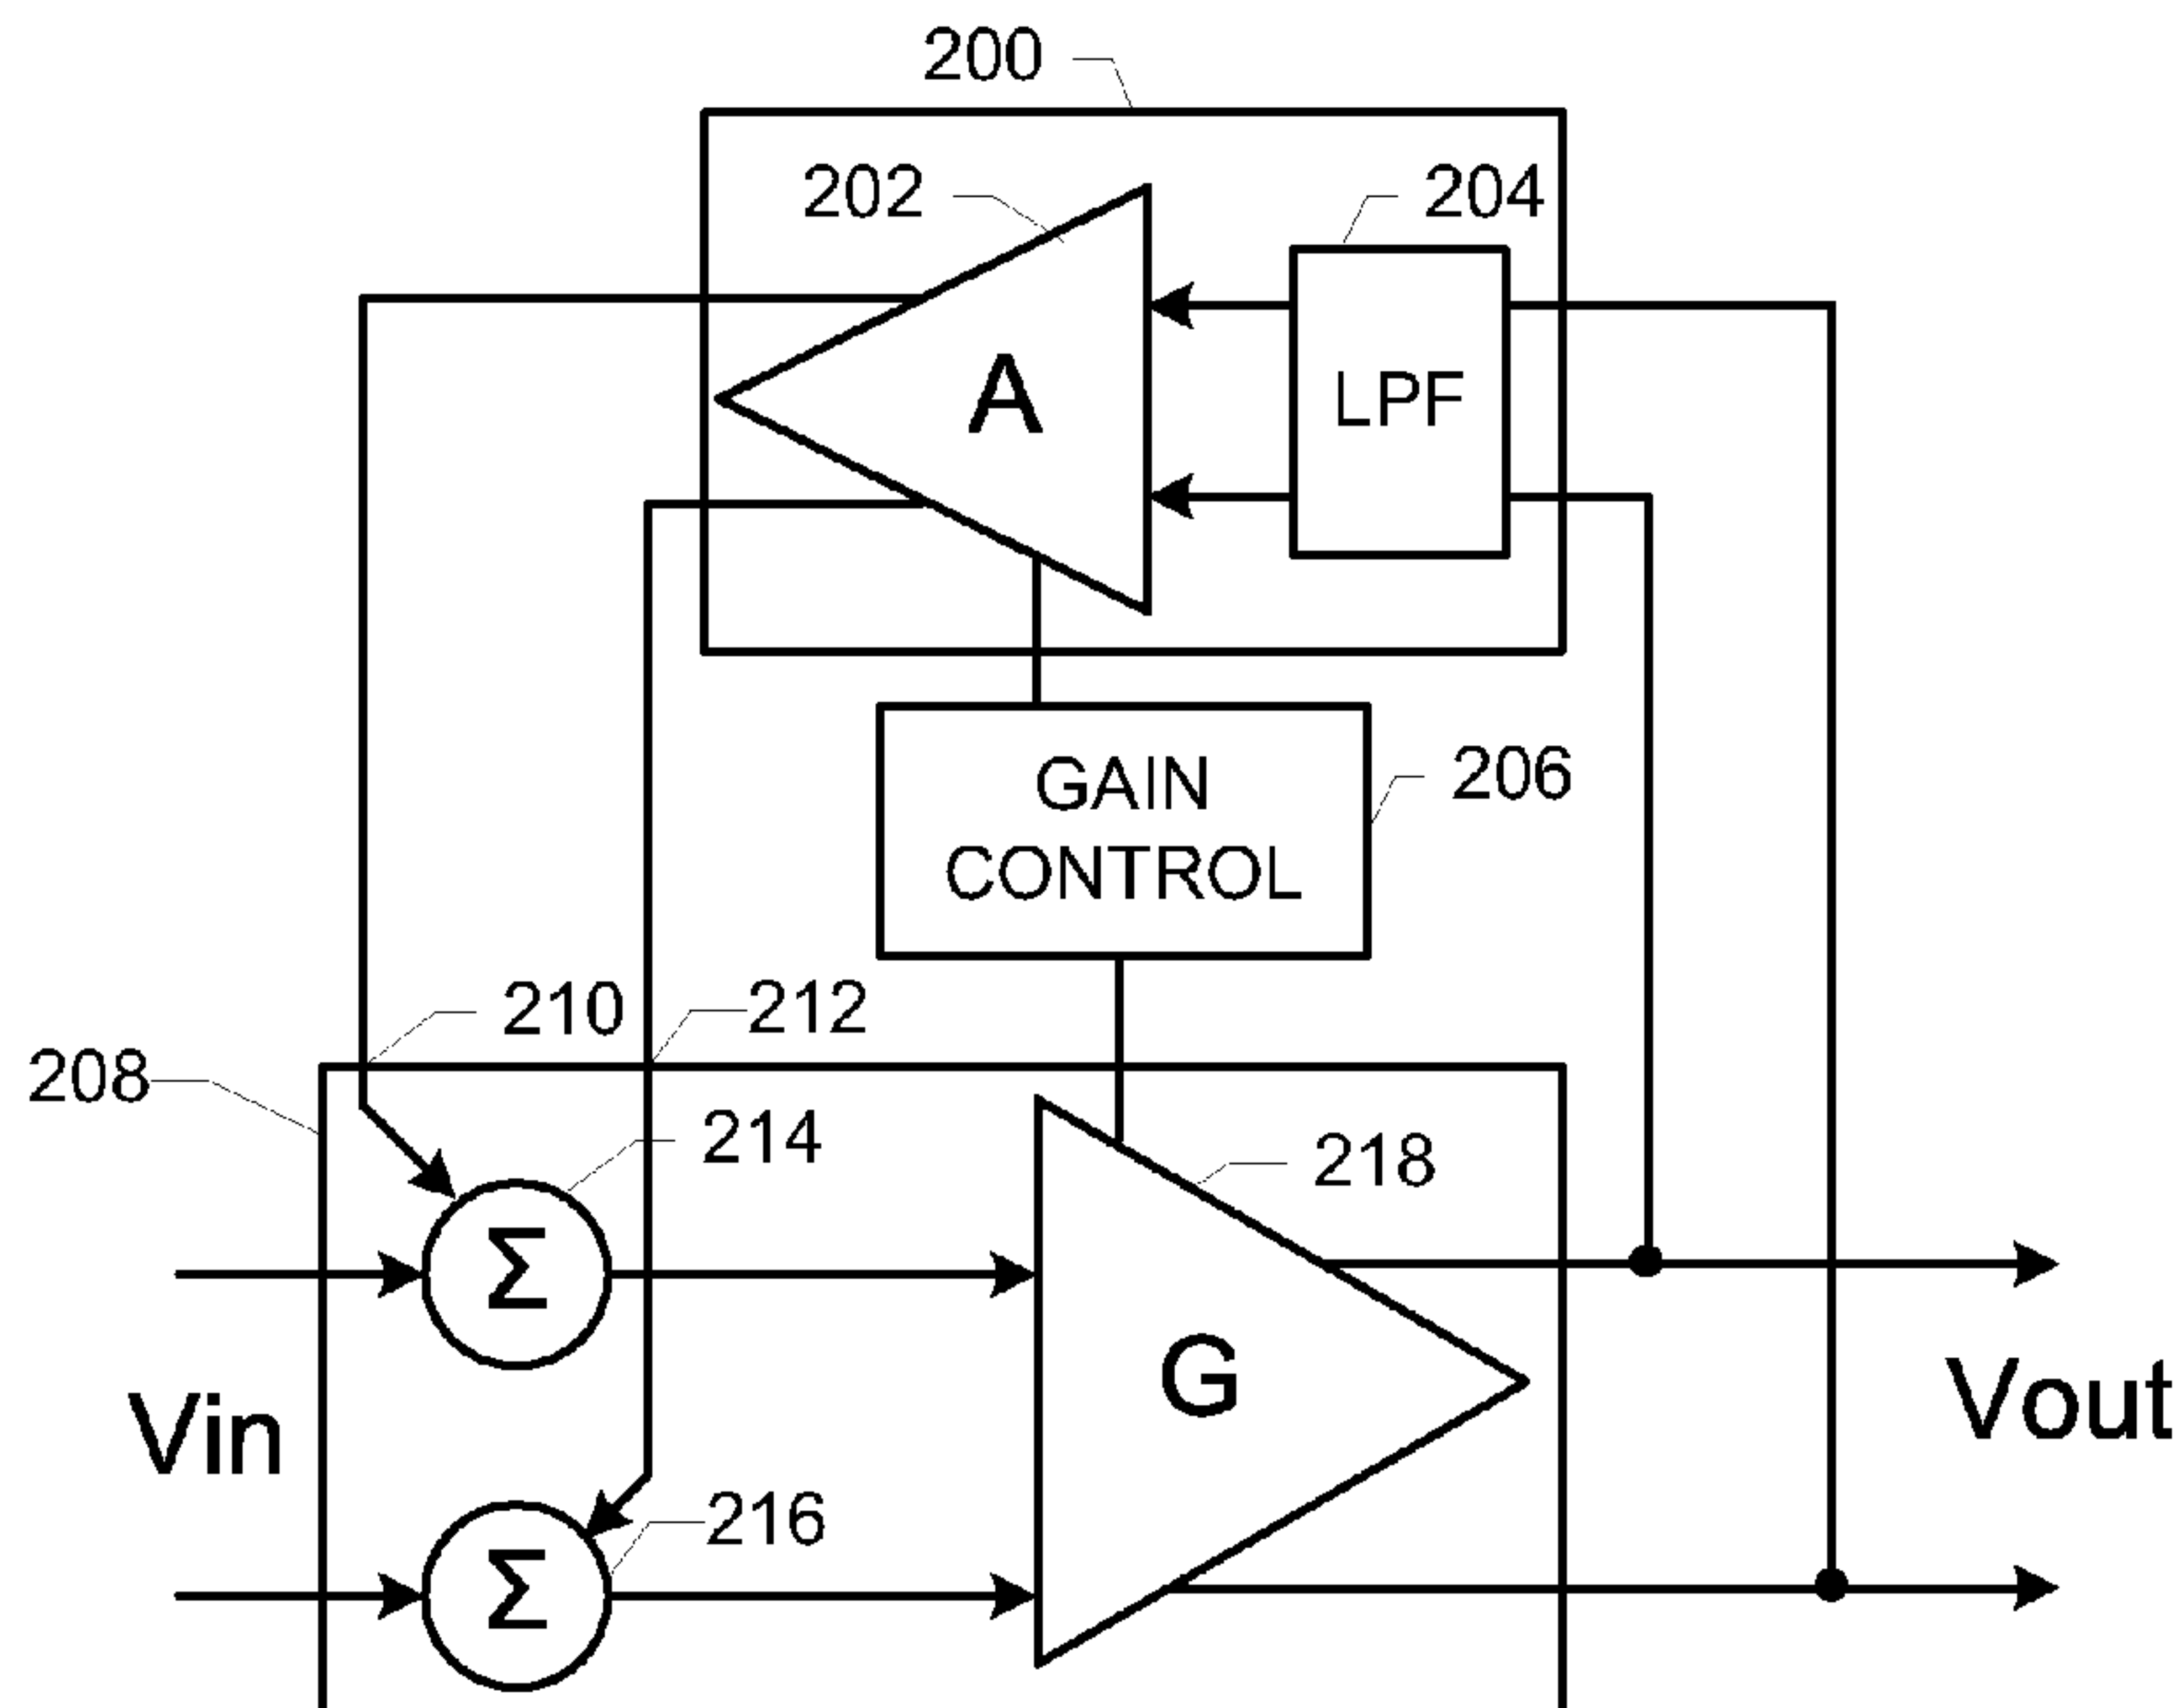 200
202
204
A
LPF
GAIN
CONTROL
206
210
212
208
214
218
Σ
G
Vin
Vout
216
Σ